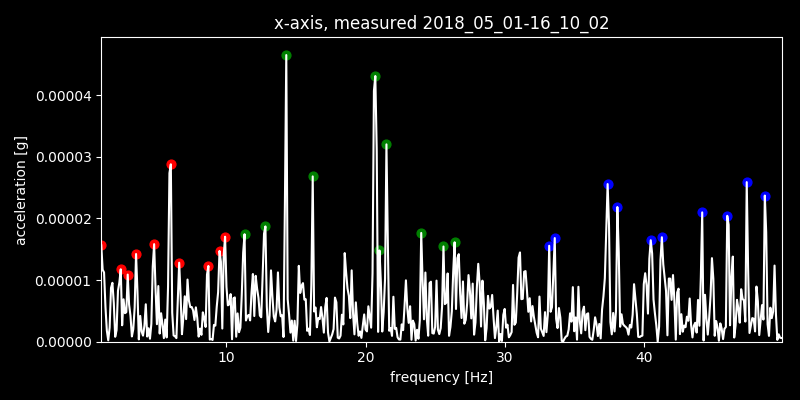 x-axis, measured 2018_05_01-16_10_02
acceleration [g]
0.00004
0.00003
0.00002
0.00001
0.00000
10 20 30 40
frequency [Hz]